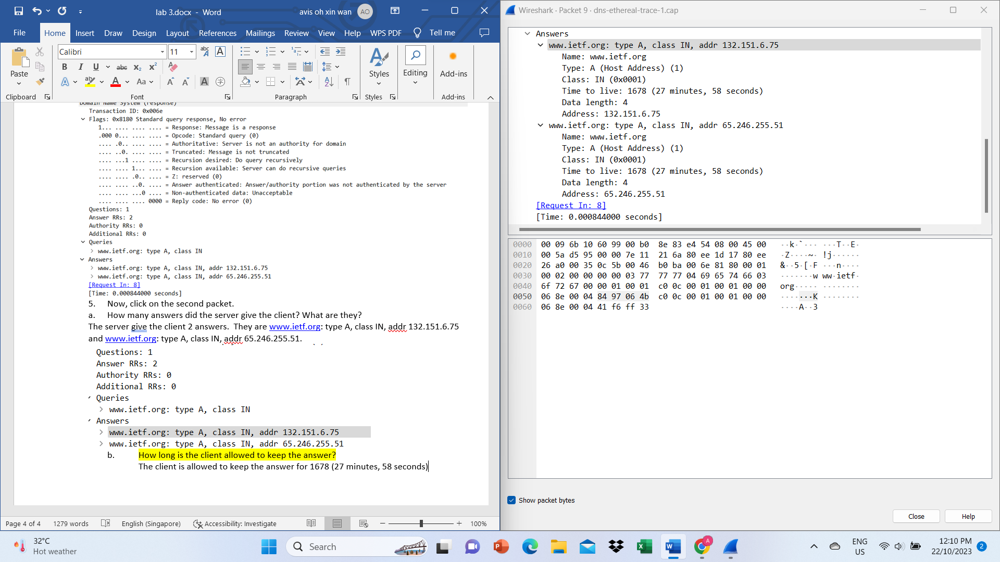 lab 3.docx - Word
avis oh xin wan
AO
File Home Insert Draw Design Layout References Mailings Review View Help WPS PDF Tell me
Calibri 11
Paste
Styles
Editing
Add-ins
Clipboard Font Paragraph Styles Add-ins
Domain Name System (response)
Transaction ID: 0x006e
Flags: 0x8180 Standard query response, No error
1... .... .... .... = Response: Message is a response
.000 0... .... .... = Opcode: Standard query (0)
.... .0.. .... .... = Authoritative: Server is not an authority for domain
.... ..0. .... .... = Truncated: Message is not truncated
.... ...1 .... .... = Recursion desired: Do query recursively
.... .... 1... .... = Recursion available: Server can do recursive queries
.... .... .0.. .... = Z: reserved (0)
.... .... ..0. .... = Answer authenticated: Answer/authority portion was not authenticated by the server
.... .... ...0 .... = Non-authenticated data: Unacceptable
.... .... .... 0000 = Reply code: No error (0)
Questions: 1
Answer RRs: 2
Authority RRs: 0
Additional RRs: 0
Queries
www.ietf.org: type A, class IN
Answers
www.ietf.org: type A, class IN, addr 132.151.6.75
www.ietf.org: type A, class IN, addr 65.246.255.51
[Request In: 8]
[Time: 0.000844000 seconds]
5. Now, click on the second packet.
a. How many answers did the server give the client? What are they?
The server give the client 2 answers. They are www.ietf.org: type A, class IN, addr 132.151.6.75
and www.ietf.org: type A, class IN, addr 65.246.255.51.
Questions: 1
Answer RRs: 2
Authority RRs: 0
Additional RRs: 0
Queries
www.ietf.org: type A, class IN
Answers
www.ietf.org: type A, class IN, addr 132.151.6.75
www.ietf.org: type A, class IN, addr 65.246.255.51
b. How long is the client allowed to keep the answer?
The client is allowed to keep the answer for 1678 (27 minutes, 58 seconds)
Page 4 of 4 1279 words English (Singapore) Accessibility: Investigate 100%
Wireshark · Packet 9 · dns-ethereal-trace-1.cap
Answers
www.ietf.org: type A, class IN, addr 132.151.6.75
Name: www.ietf.org
Type: A (Host Address) (1)
Class: IN (0x0001)
Time to live: 1678 (27 minutes, 58 seconds)
Data length: 4
Address: 132.151.6.75
www.ietf.org: type A, class IN, addr 65.246.255.51
Name: www.ietf.org
Type: A (Host Address) (1)
Class: IN (0x0001)
Time to live: 1678 (27 minutes, 58 seconds)
Data length: 4
Address: 65.246.255.51
[Request In: 8]
[Time: 0.000844000 seconds]
0000 00 09 6b 10 60 99 00 b0 8e 83 e4 54 08 00 45 00 ··k·`··· ···T··E·
0010 00 5a d5 95 00 00 7e 11 21 6a 80 ee 1d 17 80 ee ·Z····~· !j······
0020 26 a0 00 35 0c 5b 00 46 b0 ba 00 6e 81 80 00 01 &··5·[·F ···n····
0030 00 02 00 00 00 00 03 77 77 77 04 69 65 74 66 03 ·······w ww·ietf·
0040 6f 72 67 00 00 01 00 01 c0 0c 00 01 00 01 00 00 org····· ········
0050 06 8e 00 04 84 97 06 4b c0 0c 00 01 00 01 00 00 ·······K ········
0060 06 8e 00 04 41 f6 ff 33 ····A··3
Show packet bytes
Close Help
32°C
Hot weather
Search
ENG
US
12:10 PM
22/10/2023
2